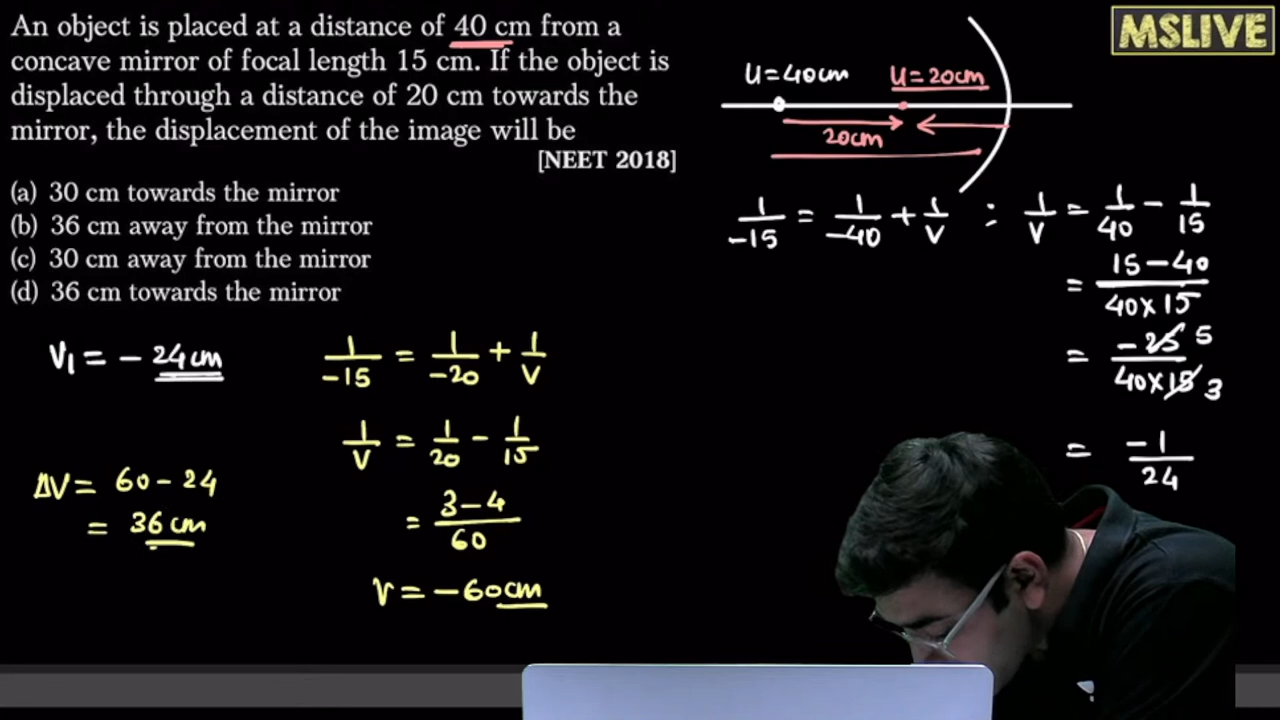 MSLIVE
An object is placed at a distance of 40 cm from a
concave mirror of focal length 15 cm. If the object is
displaced through a distance of 20 cm towards the
mirror, the displacement of the image will be
[NEET 2018]
(a) 30 cm towards the mirror
(b) 36 cm away from the mirror
(c) 30 cm away from the mirror
(d) 36 cm towards the mirror
u=40cm u=20cm
20cm
1/-15 = 1/-40 + 1/v : 1/v = 1/40 - 1/15
= 15-40/40×15
= -25 5/40×15 3
= -1/24
V1 = - 24cm
1/-15 = 1/-20 + 1/v
1/v = 1/20 - 1/15
= 3-4/60
v = -60cm
ΔV = 60-24
= 36cm